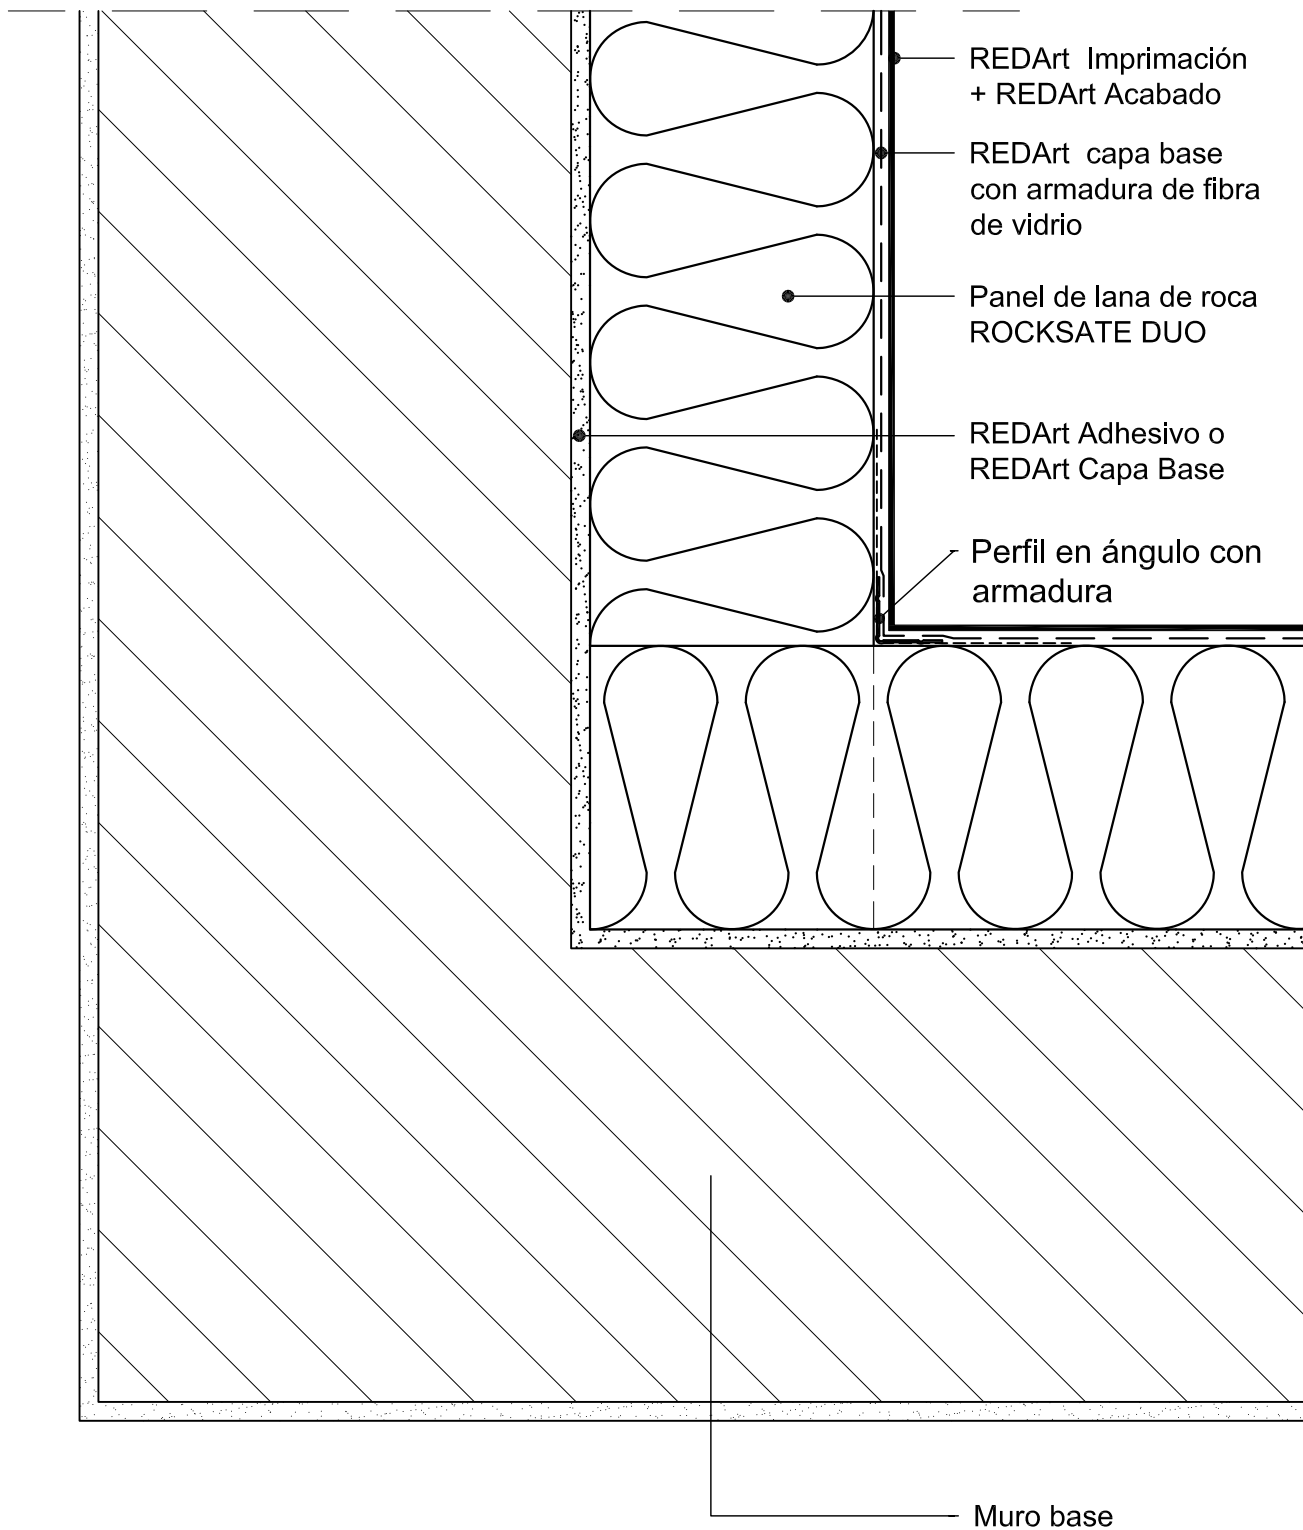 REDArt Imprimación
+ REDArt Acabado
REDArt capa base
con armadura de fibra
de vidrio
Panel de lana de roca
ROCKSATE DUO
REDArt Adhesivo o
REDArt Capa Base
Perfil en ángulo con
armadura
Muro base